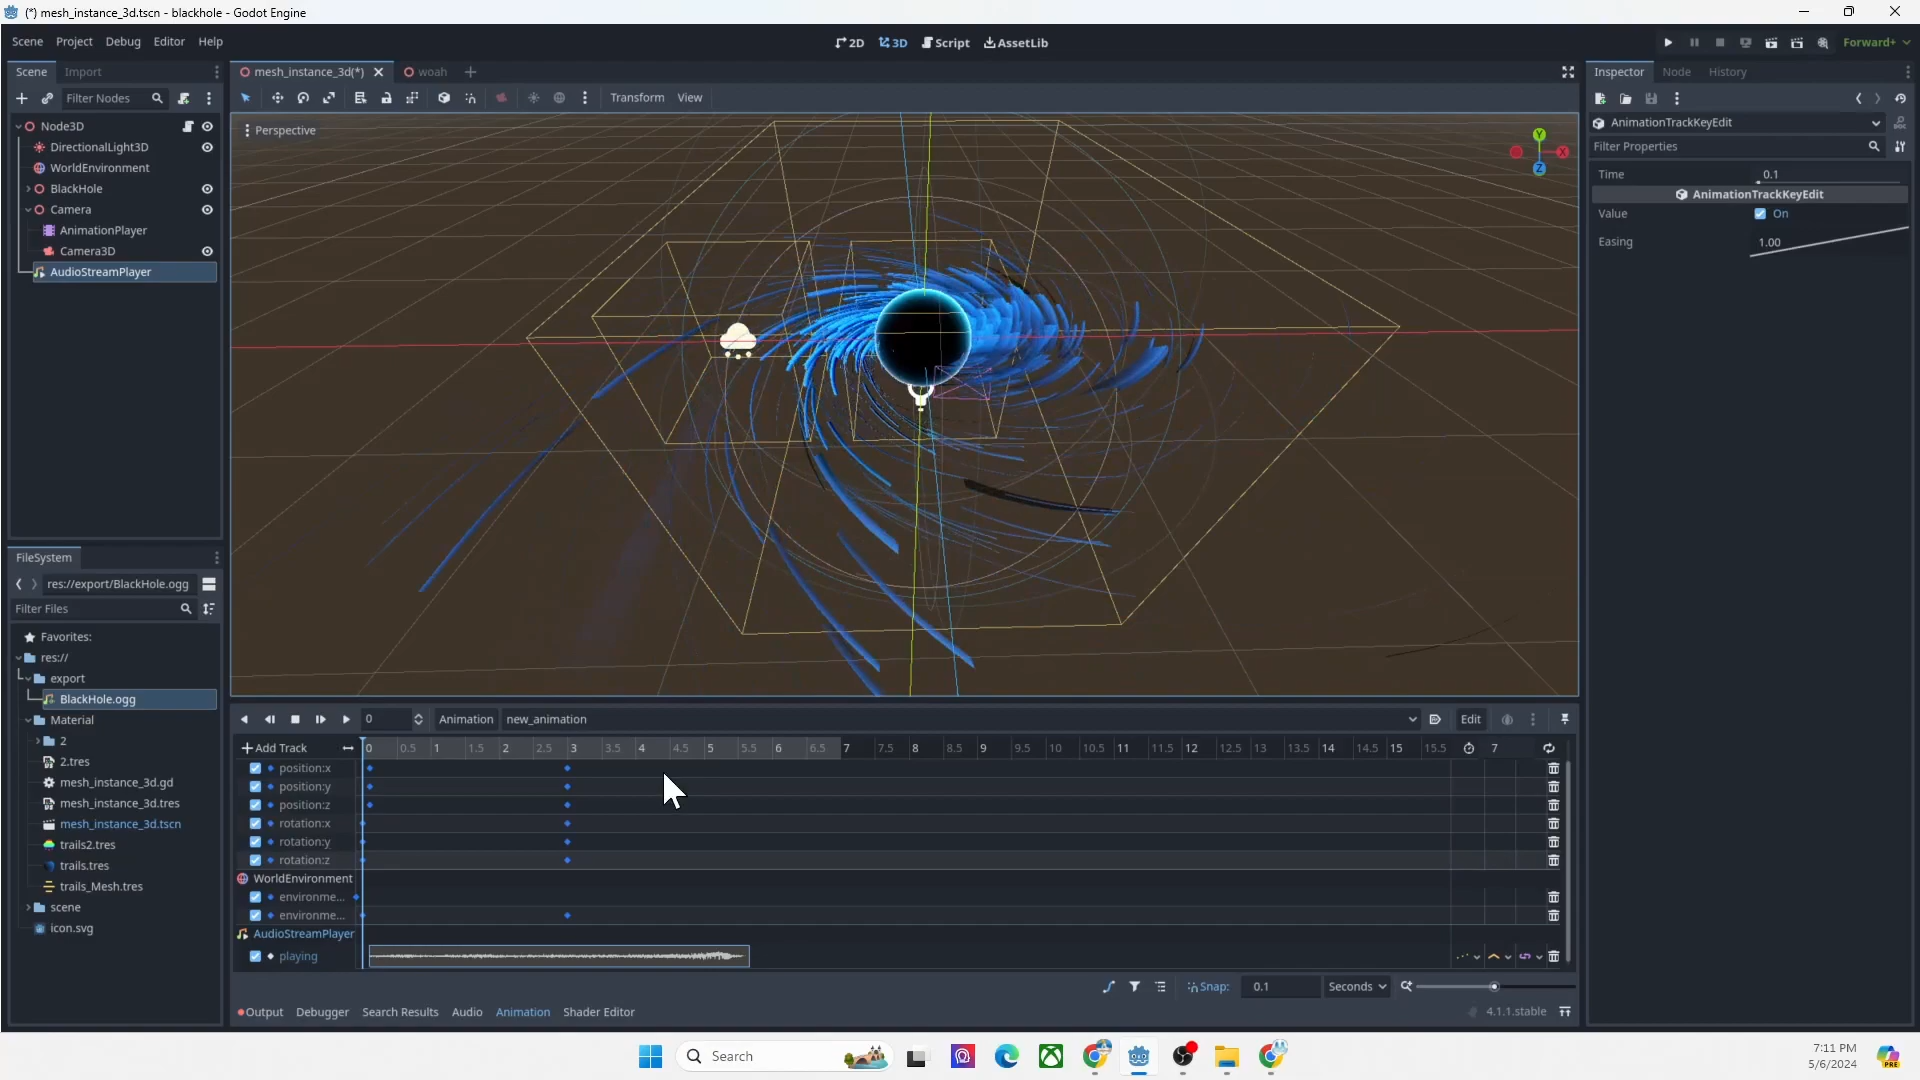 (*) mesh_instance_3d.tscn - blackhole - Godot Engine
Scene Project Debug Editor Help
2D 3D Script AssetLib
Forward+
Scene Import
mesh_instance_3d(*) woah
Inspector Node History
Filter Nodes
Transform View
Node3D
DirectionalLight3D
WorldEnvironment
BlackHole
Camera
AnimationPlayer
Camera3D
AudioStreamPlayer
Perspective
Y
X
Z
AnimationTrackKeyEdit
Filter Properties
Time 0.1
AnimationTrackKeyEdit
Value On
Easing 1.00
FileSystem
res://export/BlackHole.ogg
Filter Files
Favorites:
res://
export
BlackHole.ogg
Material
2
2.tres
mesh_instance_3d.gd
mesh_instance_3d.tres
mesh_instance_3d.tscn
trails2.tres
trails.tres
trails_Mesh.tres
scene
icon.svg
0 Animation new_animation Edit
Add Track 0 0.5 1 1.5 2 2.5 3 3.5 4 4.5 5 5.5 6 6.5 7 7.5 8 8.5 9 9.5 10 10.5 11 11.5 12 12.5 13 13.5 14 14.5 15 15.5 7
position:x
position:y
position:z
rotation:x
rotation:y
rotation:z
WorldEnvironment
environme...
environme...
AudioStreamPlayer
playing
Snap: 0.1 Seconds
Output Debugger Search Results Audio Animation Shader Editor 4.1.1.stable
Search
7:11 PM
5/6/2024
PRE